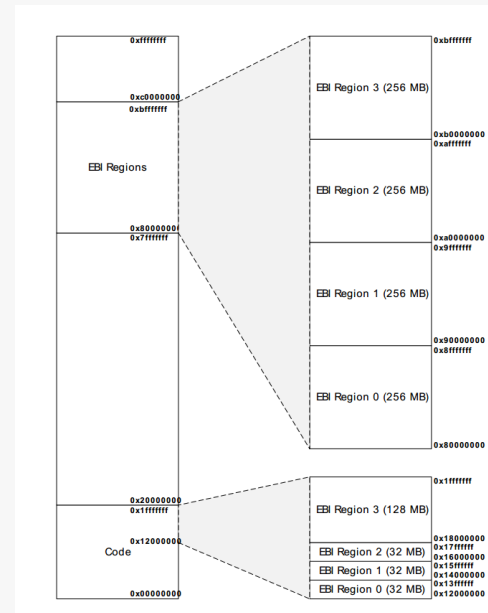 0xffffffff
0xc0000000
0xbfffffff
EBI Regions
0x80000000
0x7fffffff
0x20000000
0x1fffffff
0x12000000
Code
0x00000000
0xbfffffff
EBI Region 3 (256 MB)
0xb0000000
0xafffffff
EBI Region 2 (256 MB)
0xa0000000
0x9fffffff
EBI Region 1 (256 MB)
0x90000000
0x8fffffff
EBI Region 0 (256 MB)
0x80000000
0x1fffffff
EBI Region 3 (128 MB)
0x18000000
0x17ffffff
EBI Region 2 (32 MB)
0x16000000
0x15ffffff
EBI Region 1 (32 MB)
0x14000000
0x13ffffff
EBI Region 0 (32 MB)
0x12000000